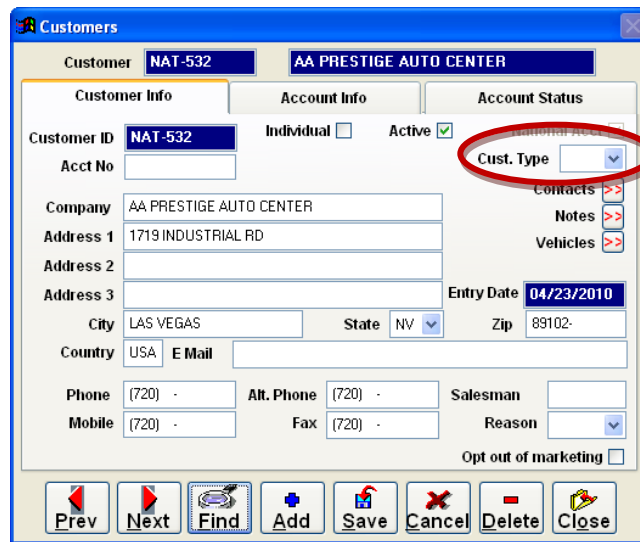 Customers
Customer NAT-532 AA PRESTIGE AUTO CENTER
Customer Info Account Info Account Status
Customer ID NAT-532 Individual Active National Acct
Acct No Cust. Type
Contacts >>
Company AA PRESTIGE AUTO CENTER Notes >>
Address 1 1719 INDUSTRIAL RD Vehicles >>
Address 2
Address 3 Entry Date 04/23/2010
City LAS VEGAS State NV Zip 89102-
Country USA E Mail
Phone (720) - Alt. Phone (720) - Salesman
Mobile (720) - Fax (720) - Reason
Opt out of marketing
Prev Next Find Add Save Cancel Delete Close